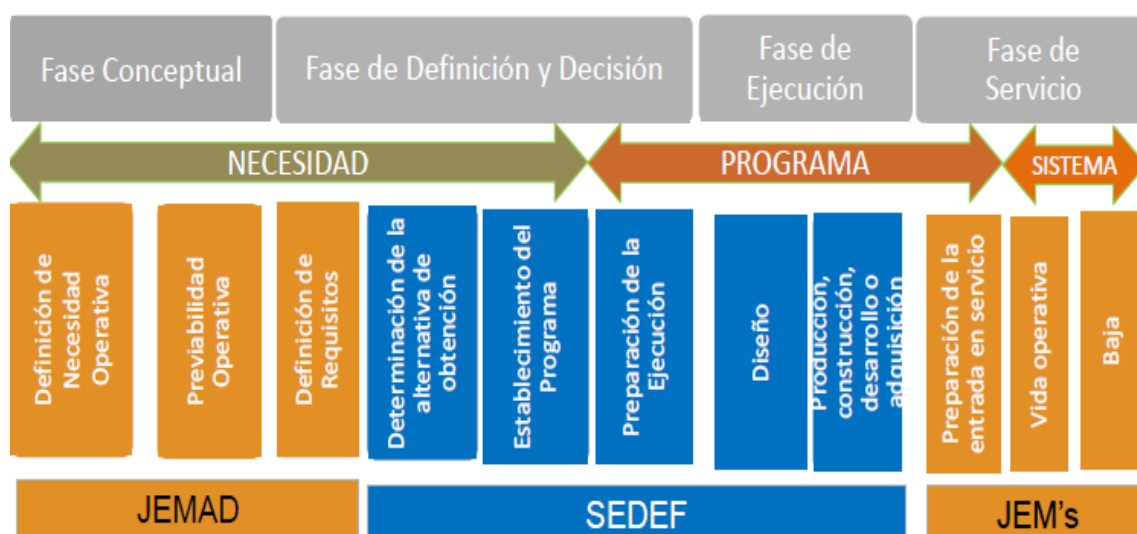 Fase Conceptual
Fase de Definición y Decisión
Fase de
Ejecución
Fase de
Servicio
NECESIDAD
PROGRAMA
SISTEMA
Definición de
Necesidad
Operativa
Previabilidad
Operativa
Definición de
Requisitos
Determinación de la
alternativa de
obtención
Establecimiento del
Programa
Preparación de la
Ejecución
Diseño
Producción,
construcción,
desarrollo o
adquisición
Preparación de la
entrada en servicio
Vida operativa
Baja
JEMAD
SEDEF
JEM's